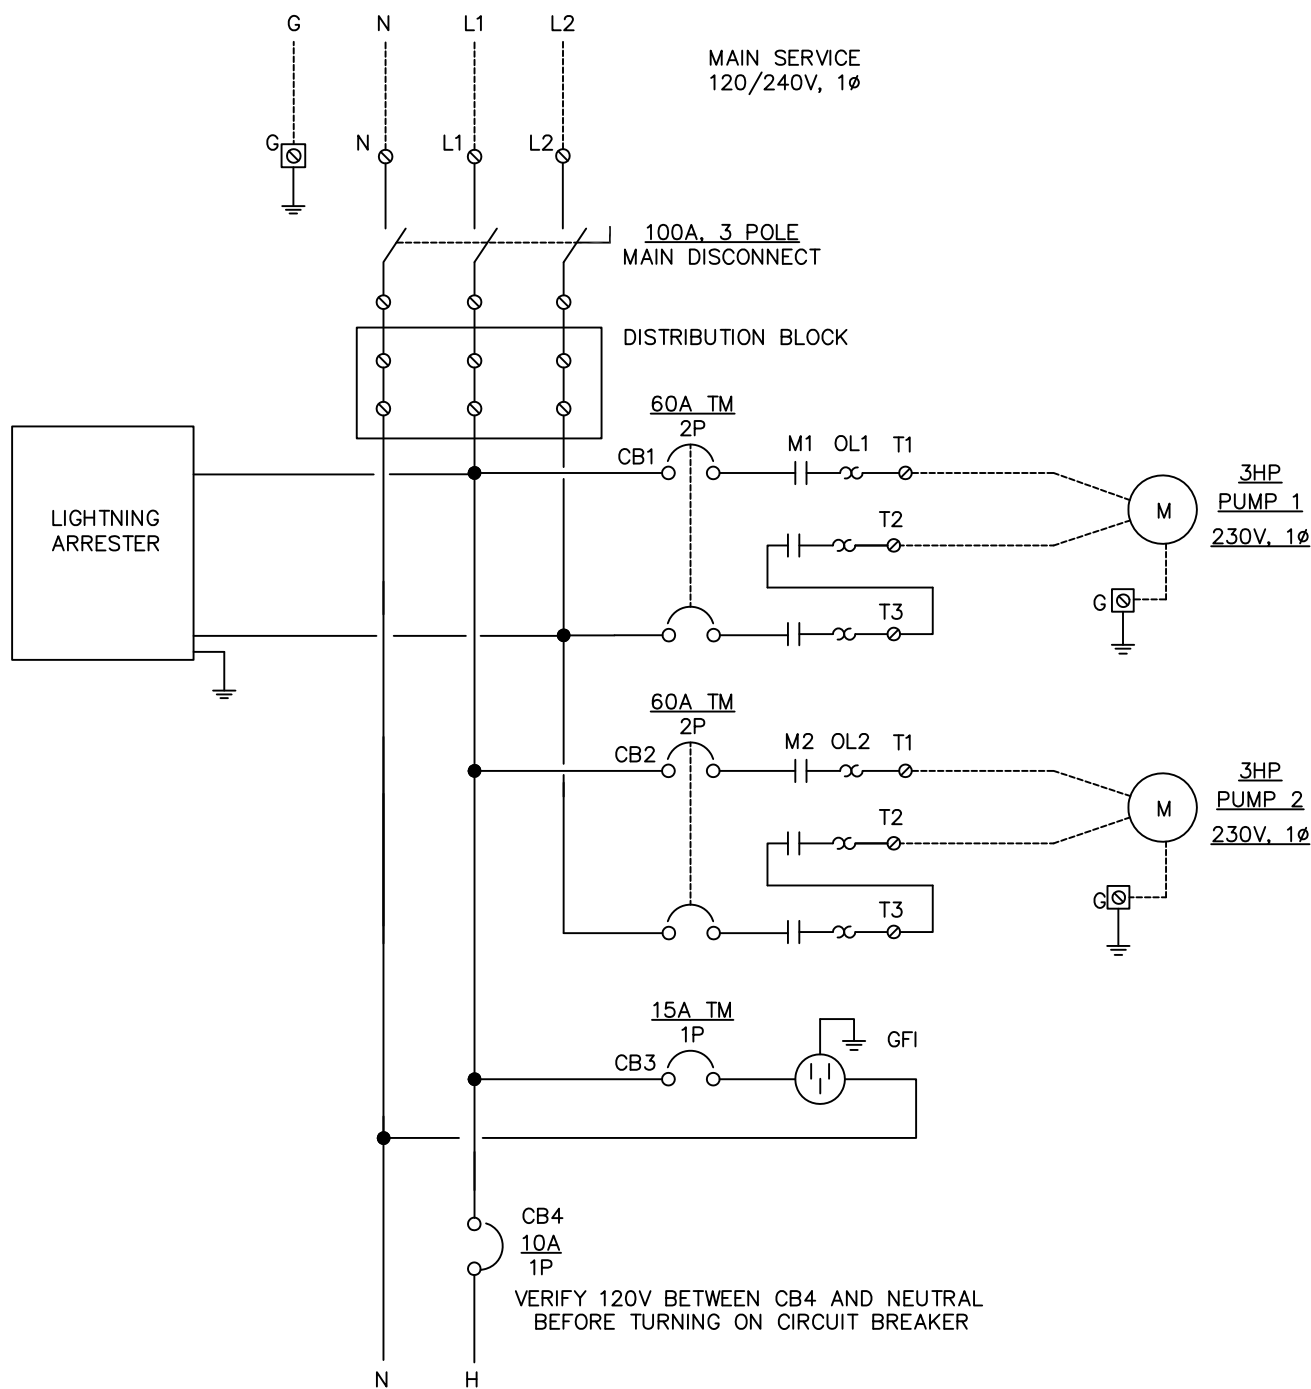 G N L1 L2
MAIN SERVICE
120/240V, 1ø
G N L1 L2
100A, 3 POLE
MAIN DISCONNECT
DISTRIBUTION BLOCK
60A TM
2P
CB1 M1 OL1 T1
3HP
PUMP 1
230V, 1ø
M
LIGHTNING
ARRESTER
T2
G
T3
60A TM
2P
CB2 M2 OL2 T1
3HP
PUMP 2
230V, 1ø
M
T2
G
T3
15A TM
1P
CB3 GFI
CB4
10A
1P
VERIFY 120V BETWEEN CB4 AND NEUTRAL
BEFORE TURNING ON CIRCUIT BREAKER
N H